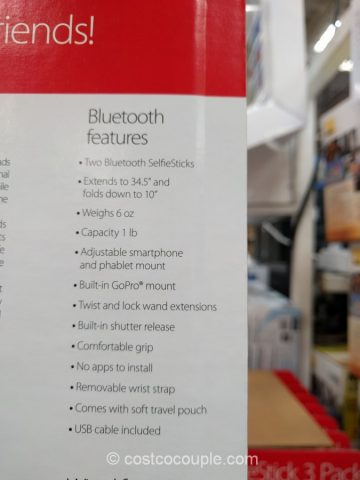 iends!
Bluetooth
features
• Two Bluetooth SelfieSticks
• Extends to 34.5" and
folds down to 10"
• Weighs 6 oz
• Capacity 1 lb
• Adjustable smartphone
and phablet mount
• Built-in GoPro® mount
• Twist and lock wand extensions
• Built-in shutter release
• Comfortable grip
• No apps to install
• Removable wrist strap
• Comes with soft travel pouch
• USB cable included
© costcocouple.com
eStick 3 Pack